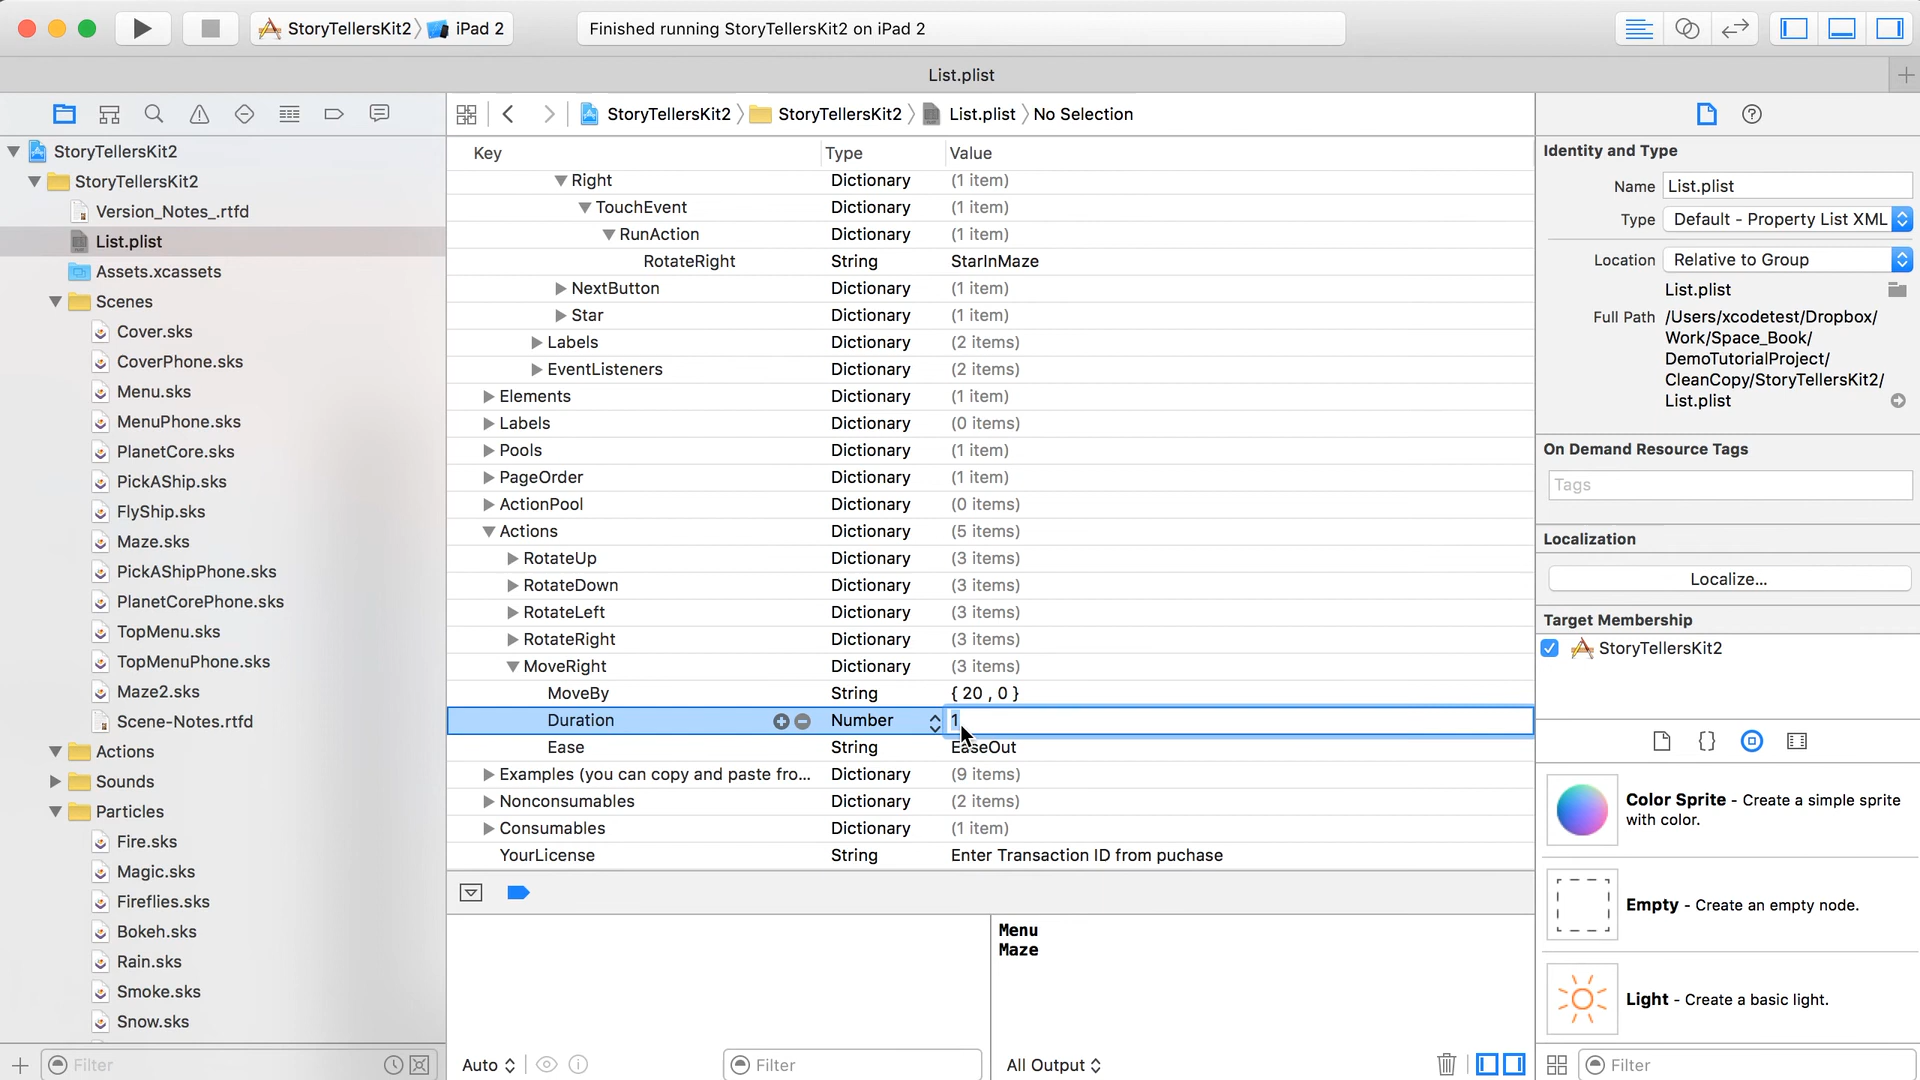 StoryTellersKit2 iPad 2
Finished running StoryTellersKit2 on iPad 2
List.plist
StoryTellersKit2
StoryTellersKit2
Version_Notes_.rtfd
List.plist
Assets.xcassets
Scenes
Cover.sks
CoverPhone.sks
Menu.sks
MenuPhone.sks
PlanetCore.sks
PickAShip.sks
FlyShip.sks
Maze.sks
PickAShipPhone.sks
PlanetCorePhone.sks
TopMenu.sks
TopMenuPhone.sks
Maze2.sks
Scene-Notes.rtfd
Actions
Sounds
Particles
Fire.sks
Magic.sks
Fireflies.sks
Bokeh.sks
Rain.sks
Smoke.sks
Snow.sks
Filter
StoryTellersKit2 StoryTellersKit2 List.plist No Selection
Key Type Value
Right Dictionary (1 item)
TouchEvent Dictionary (1 item)
RunAction Dictionary (1 item)
RotateRight String StarInMaze
NextButton Dictionary (1 item)
Star Dictionary (1 item)
Labels Dictionary (2 items)
EventListeners Dictionary (2 items)
Elements Dictionary (1 item)
Labels Dictionary (0 items)
Pools Dictionary (1 item)
PageOrder Dictionary (1 item)
ActionPool Dictionary (0 items)
Actions Dictionary (5 items)
RotateUp Dictionary (3 items)
RotateDown Dictionary (3 items)
RotateLeft Dictionary (3 items)
RotateRight Dictionary (3 items)
MoveRight Dictionary (3 items)
MoveBy String { 20 , 0 }
Duration Number 1
Ease String EaseOut
Examples (you can copy and paste fro... Dictionary (9 items)
Nonconsumables Dictionary (2 items)
Consumables Dictionary (1 item)
YourLicense String Enter Transaction ID from puchase
Menu
Maze
Auto Filter All Output
Identity and Type
Name List.plist
Type Default - Property List XML
Location Relative to Group
List.plist
Full Path /Users/xcodetest/Dropbox/
Work/Space_Book/
DemoTutorialProject/
CleanCopy/StoryTellersKit2/
List.plist
On Demand Resource Tags
Tags
Localization
Localize...
Target Membership
StoryTellersKit2
{}
Color Sprite - Create a simple sprite
with color.
Empty - Create an empty node.
Light - Create a basic light.
Filter